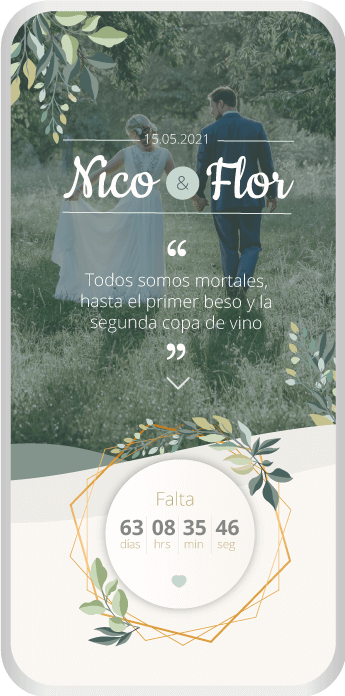 15.05.2021
Nico & Flor
“
Todos somos mortales,
hasta el primer beso y la
segunda copa de vino
”
Falta
63 08 35 46
días hrs min seg